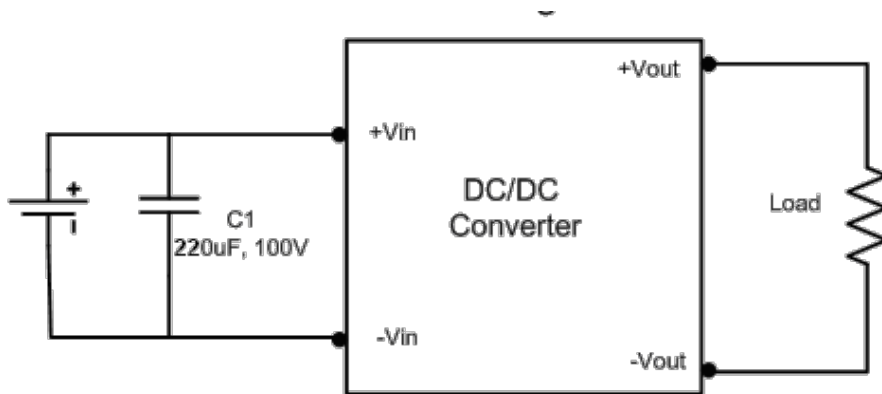 +Vout
+Vin
+
-
C1
220uF, 100V
DC/DC
Converter
Load
-Vin
-Vout